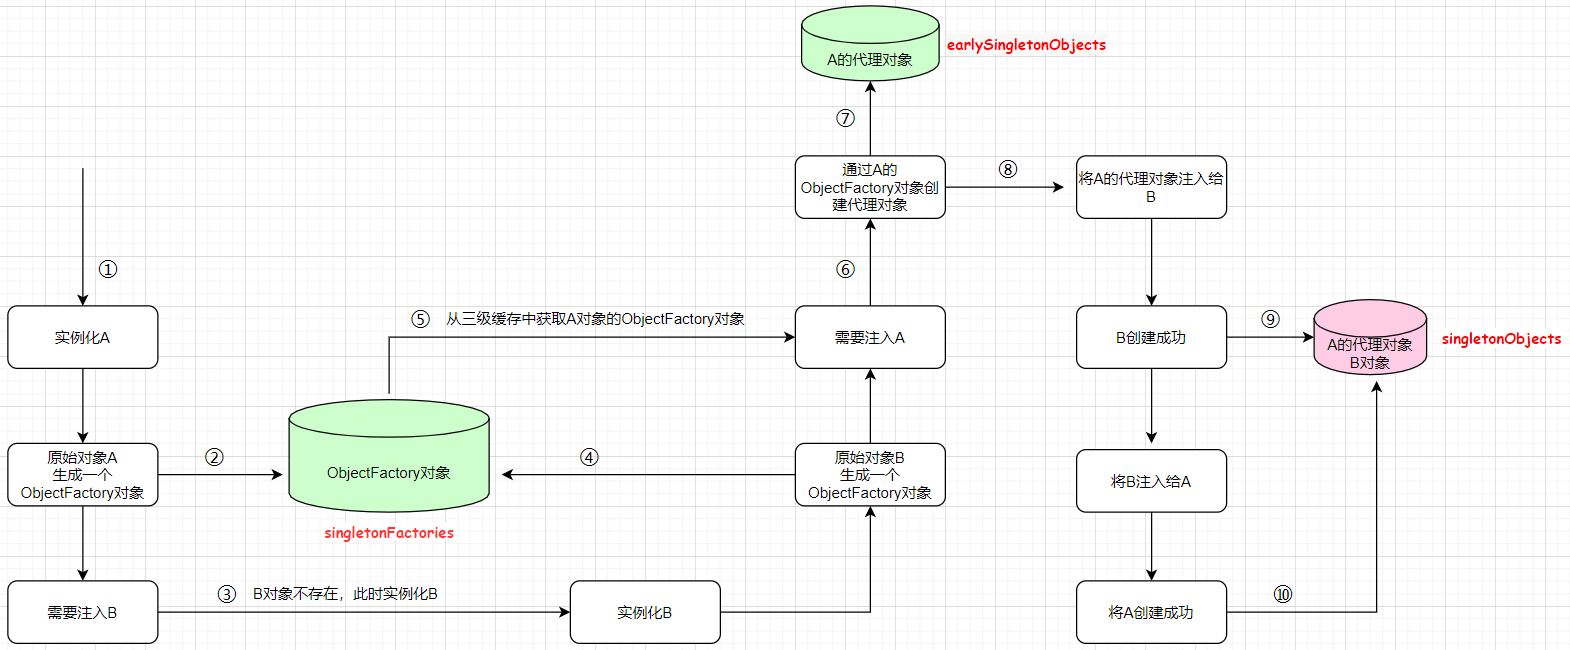 A的代理对象
earlySingletonObjects
⑦
通过A的
ObjectFactory对象创
建代理对象
⑧
将A的代理对象注入给
B
①
⑥
实例化A
⑤ 从三级缓存中获取A对象的ObjectFactory对象
需要注入A
B创建成功
⑨
A的代理对象
B对象
singletonObjects
原始对象A
生成一个
ObjectFactory对象
②
ObjectFactory对象
singletonFactories
④
原始对象B
生成一个
ObjectFactory对象
将B注入给A
需要注入B
③ B对象不存在，此时实例化B
实例化B
将A创建成功
⑩